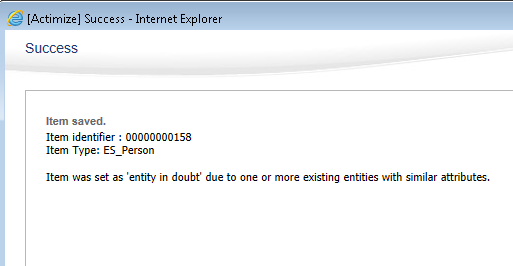 [Actimize] Success - Internet Explorer
Success
Item saved.
Item identifier : 00000000158
Item Type: ES_Person
Item was set as 'entity in doubt' due to one or more existing entities with similar attributes.